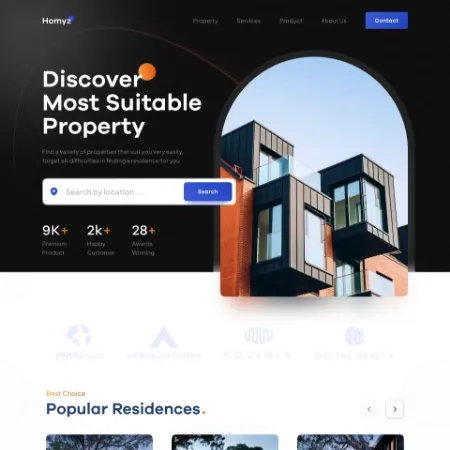 Homyz
Property
Services
Product
About Us
Contact
Discover
Most Suitable
Property
Find a variety of properties that suit you very easily,
forget all difficulties in finding a residence for you
Search by location...
Search
9K+
2k+
28+
Premium
Happy
Awards
Product
Customer
Winning
PROLOGIS
EQUINIX
DIGITAL REALTY
Best Choice
Popular Residences.